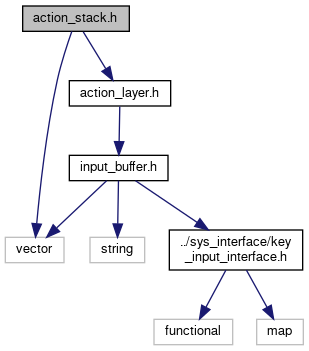 action_stack.h
action_layer.h
input_buffer.h
vector
string
../sys_interface/key
_input_interface.h
functional
map